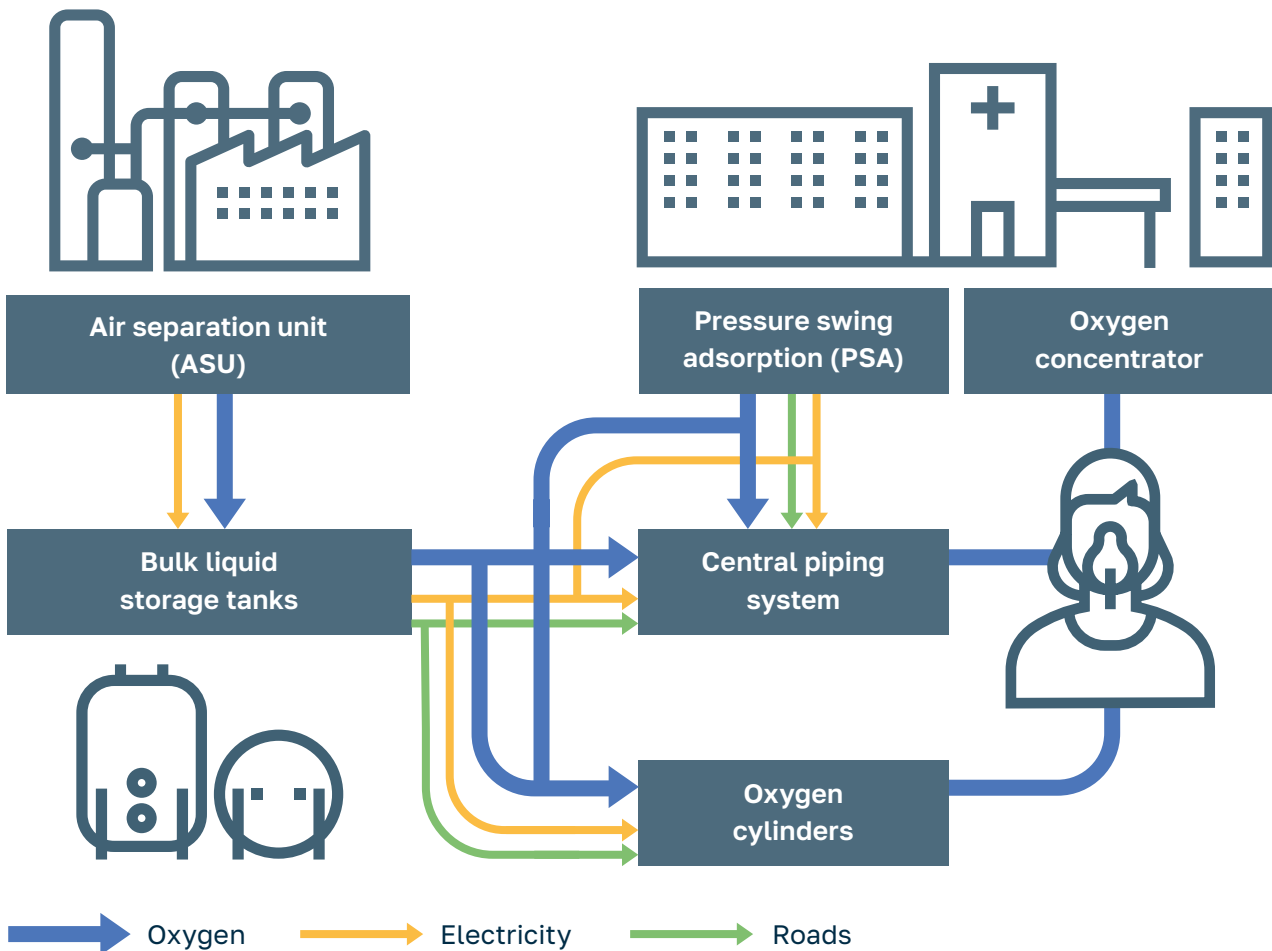 Air separation unit
(ASU)
Pressure swing
adsorption (PSA)
Oxygen
concentrator
Bulk liquid
storage tanks
Central piping
system
Oxygen
cylinders
Oxygen
Electricity
Roads